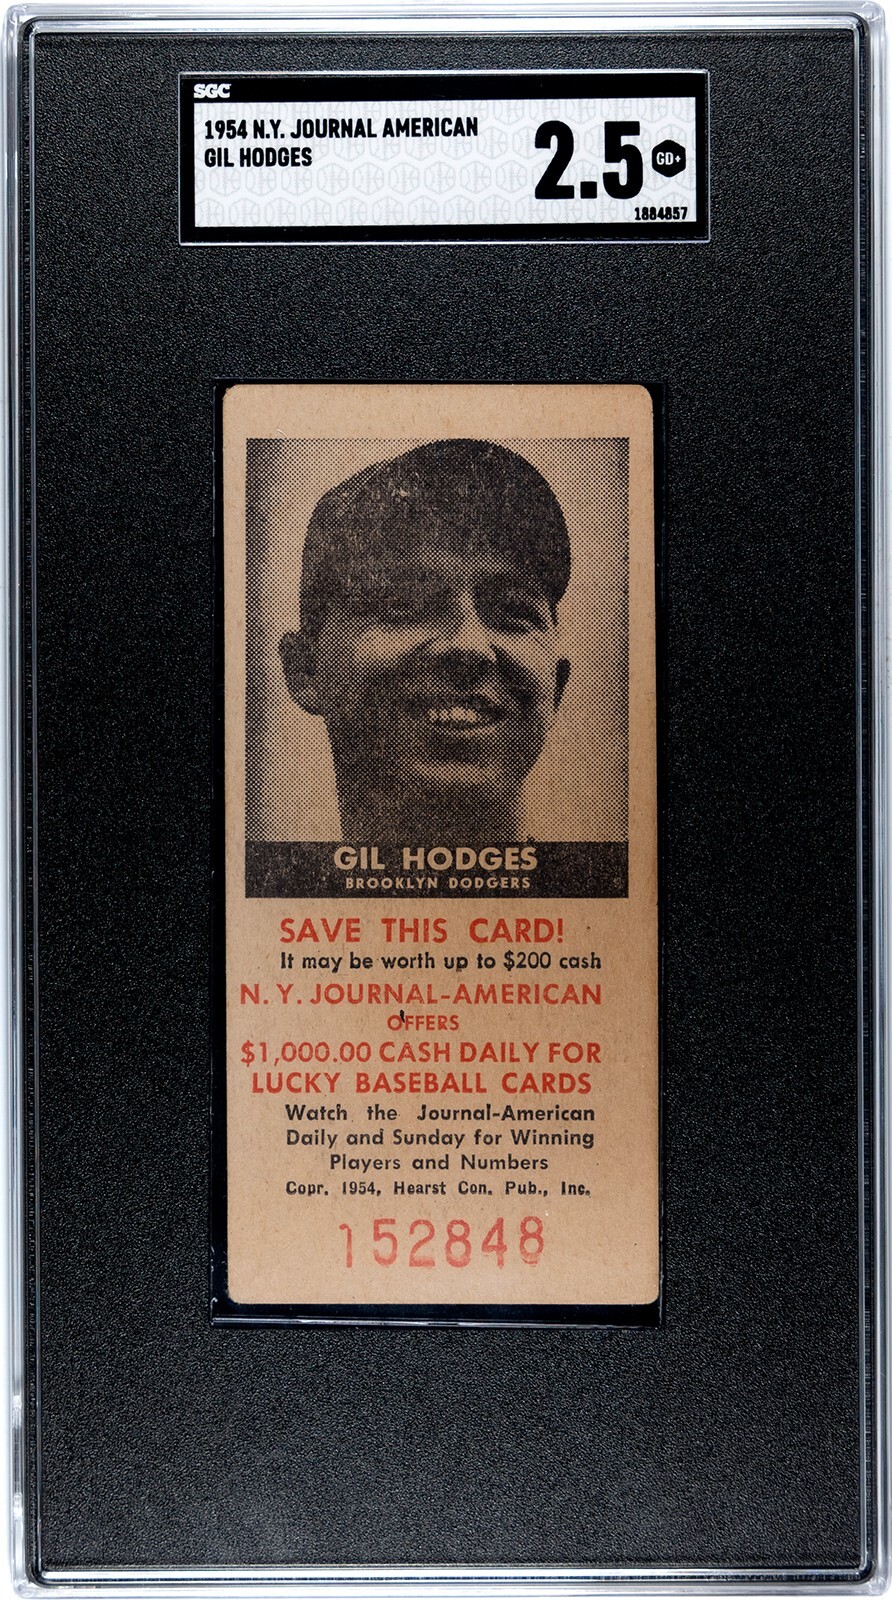 SGC
1954 N.Y. JOURNAL AMERICAN
GIL HODGES
2.5 GD+
1884857
GIL HODGES
BROOKLYN DODGERS
SAVE THIS CARD!
It may be worth up to $200 cash
N. Y. JOURNAL-AMERICAN
OFFERS
$1,000.00 CASH DAILY FOR
LUCKY BASEBALL CARDS
Watch the Journal-American
Daily and Sunday for Winning
Players and Numbers
Copr. 1954, Hearst Con. Pub., Inc.
152848